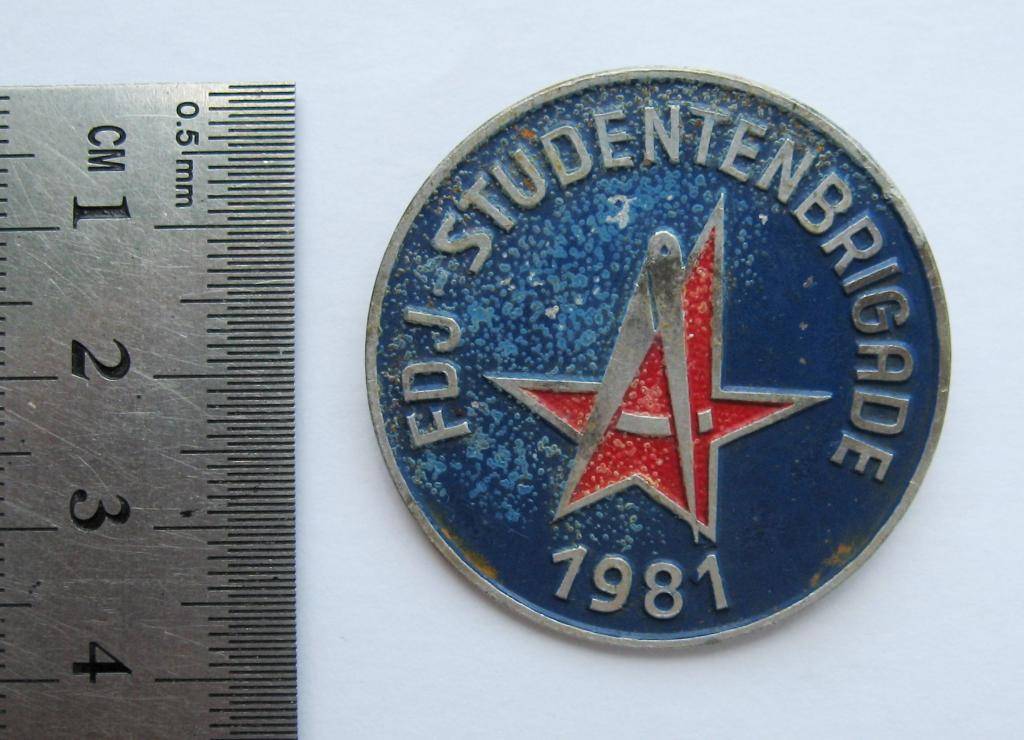 0.5 mm
CM 1
2
3
4
FDJ-STUDENTENBRIGADE
1981